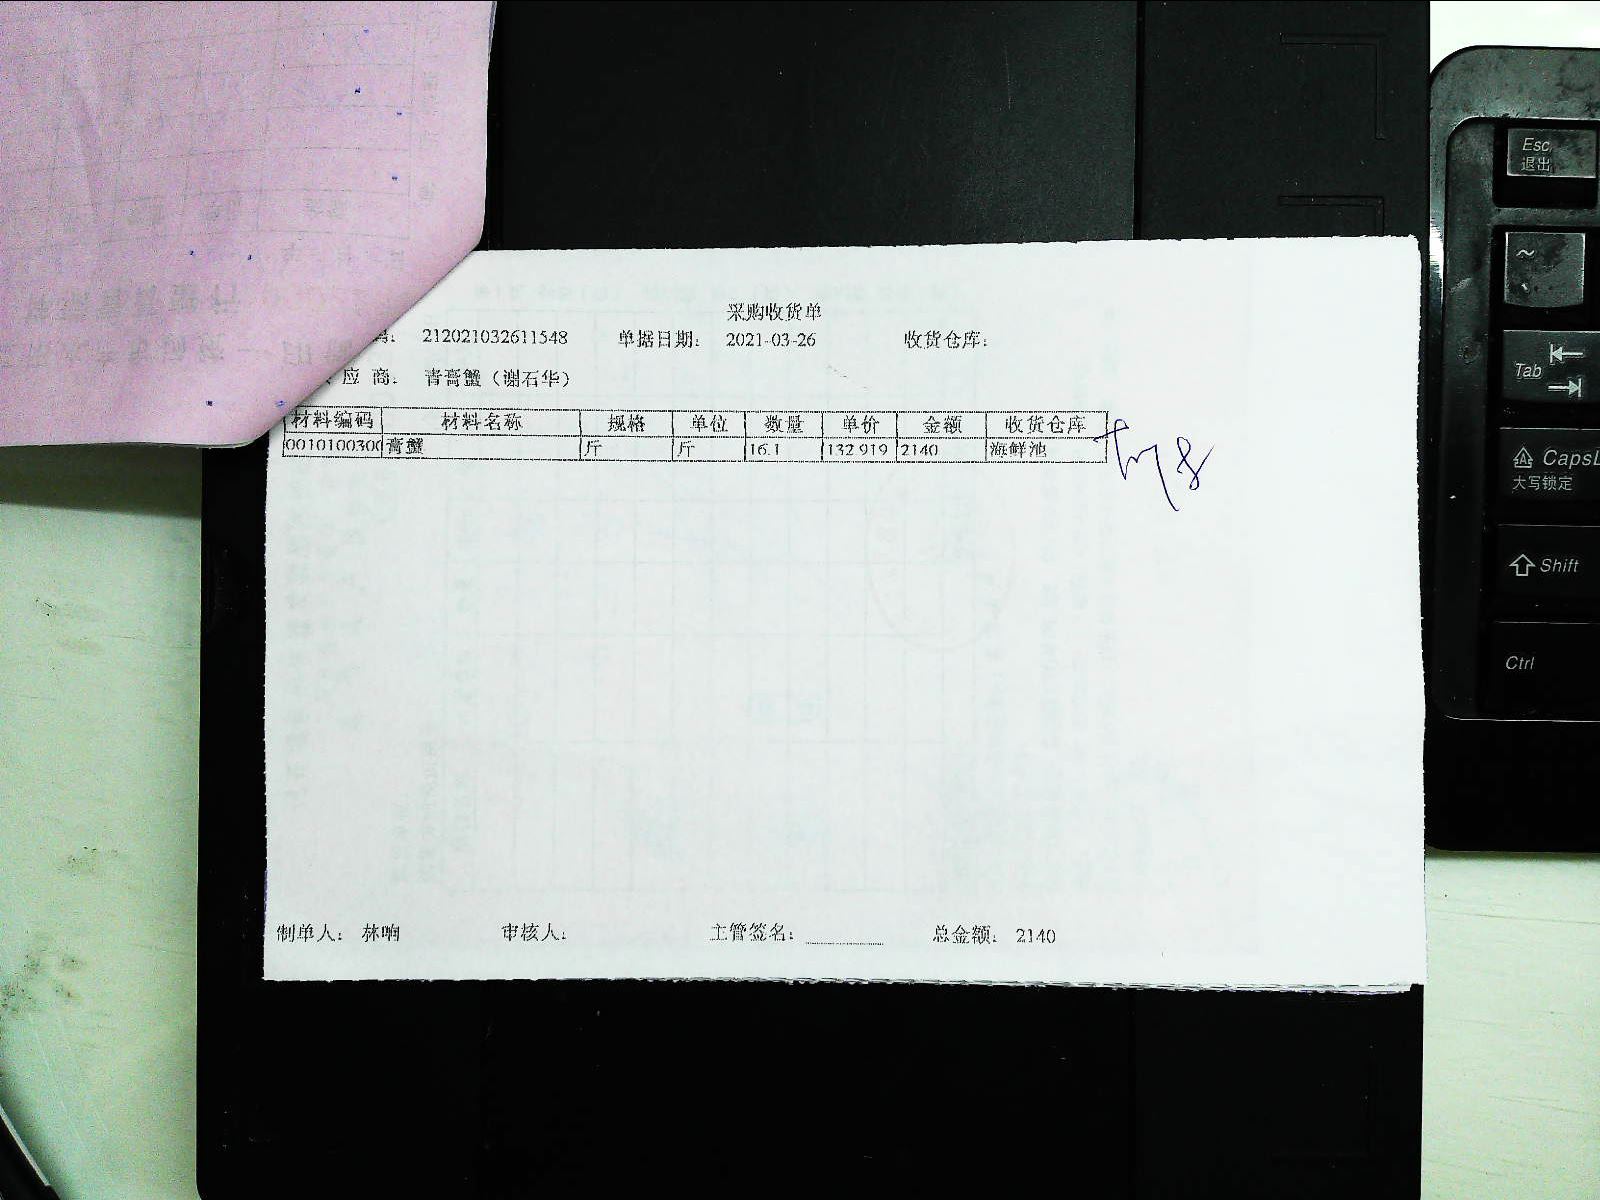 采购收货单
码： 212021032611548 单据日期： 2021-03-26 收货仓库：
应 商： 青膏蟹（谢石华）
材料编码 材料名称 规格 单位 数量 单价 金额 收货仓库
0010100300 膏蟹 斤 斤 16.1 132.919 2140 海鲜池
制单人： 林响 审核人： 主管签名： 总金额： 2140
Esc
退出
~
Tab
CapsL
大写锁定
Shift
Ctrl